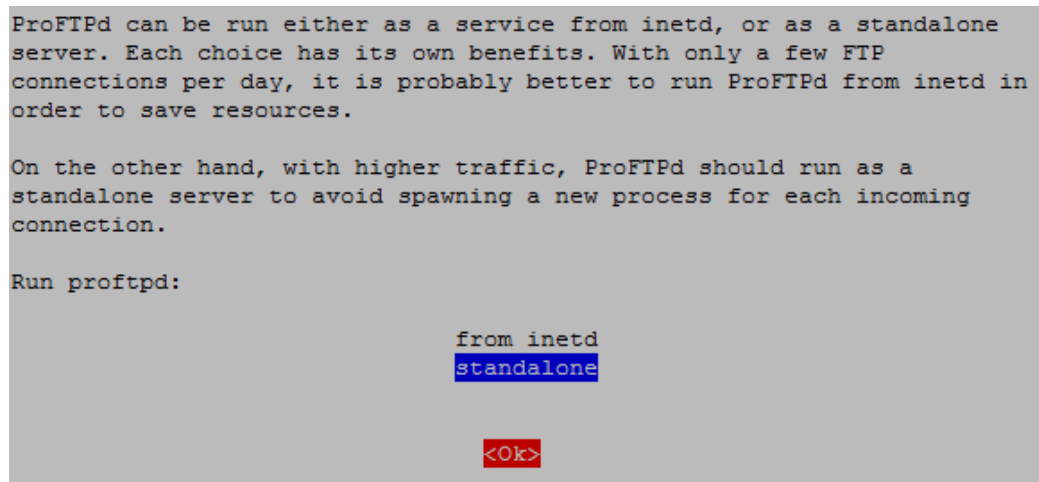 ProFTPd can be run either as a service from inetd, or as a standalone
server. Each choice has its own benefits. With only a few FTP
connections per day, it is probably better to run ProFTPd from inetd in
order to save resources.
On the other hand, with higher traffic, ProFTPd should run as a
standalone server to avoid spawning a new process for each incoming
connection.
Run proftpd:
from inetd
standalone
<Ok>